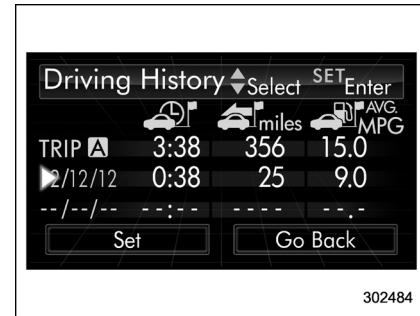 Driving History Select SET Enter
miles AVG. MPG
TRIP A 3:38 356 15.0
2/12/12 0:38 25 9.0
--/--/-- --:-- ---- --.-
Set Go Back
302484